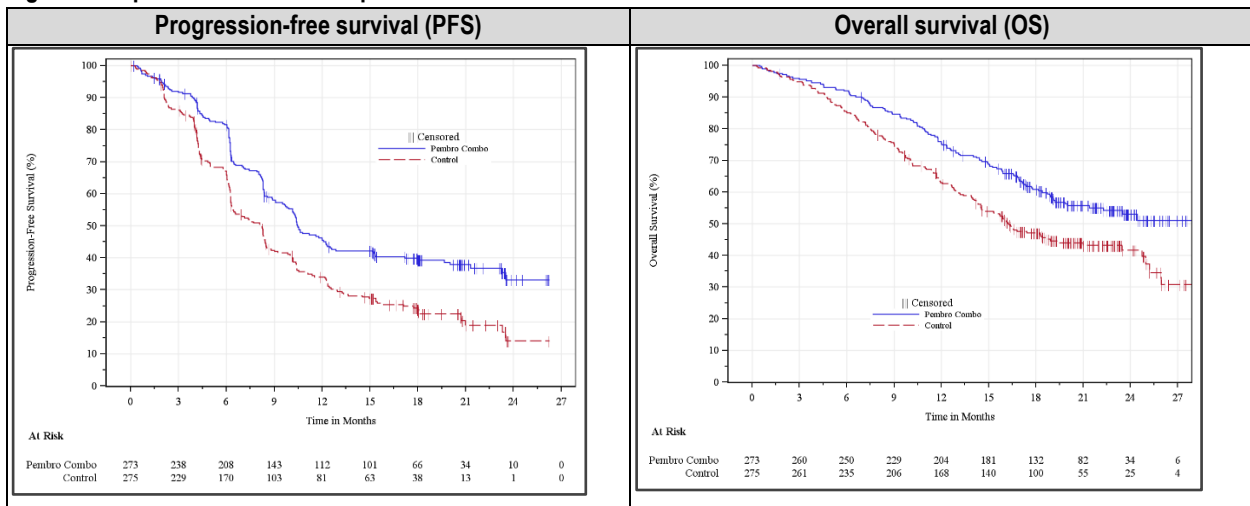 Progression-free survival (PFS)
Overall survival (OS)
100
90
80
70
60
50
40
30
20
10
0
Progression-Free Survival (%)
|| Censored
Pembro Combo
Control
0 3 6 9 12 15 18 21 24 27
Time in Months
At Risk
Pembro Combo 273 238 208 143 112 101 66 34 10 0
Control 275 229 170 103 81 63 38 13 1 0
100
90
80
70
60
50
40
30
20
10
0
Overall Survival (%)
|| Censored
Pembro Combo
Control
0 3 6 9 12 15 18 21 24 27
Time in Months
At Risk
Pembro Combo 273 260 250 229 204 181 132 82 34 6
Control 275 261 235 206 168 140 100 55 25 4